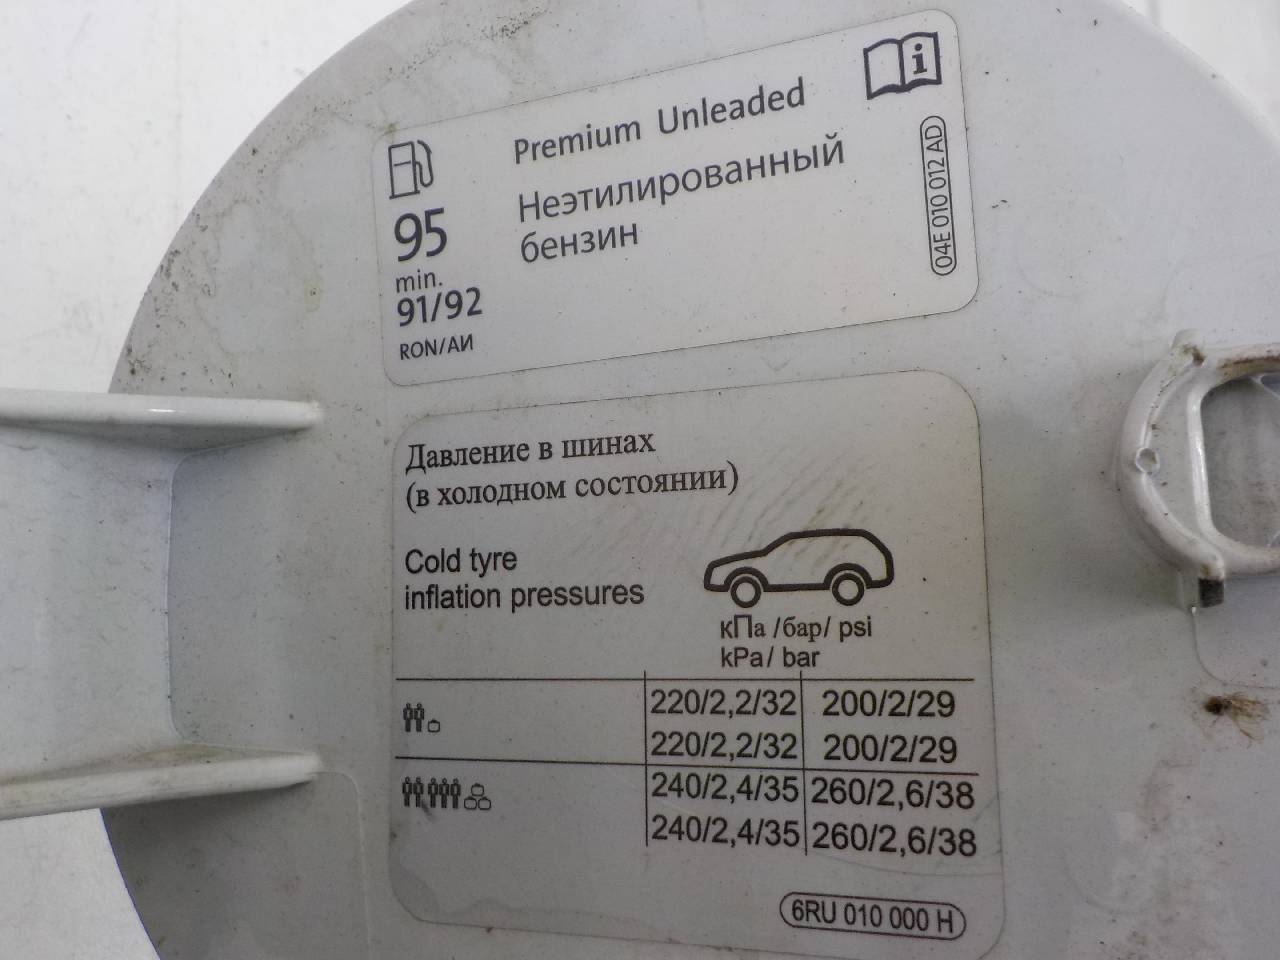 Premium Unleaded
i
95
Неэтилированный
бензин
min.
91/92
RON/АИ
04E 010 012 AD
Давление в шинах
(в холодном состоянии)
Cold tyre
inflation pressures
кПа /бар/ psi
kPa/ bar
220/2,2/32 200/2/29
220/2,2/32 200/2/29
240/2,4/35 260/2,6/38
240/2,4/35 260/2,6/38
6RU 010 000 H